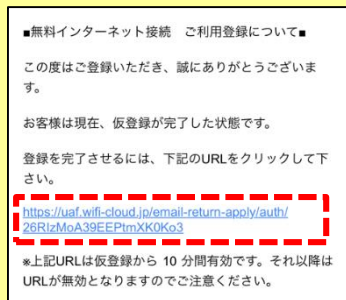 ■無料インターネット接続　ご利用登録について■
この度はご登録いただき、誠にありがとうございま
す。
お客様は現在、仮登録が完了した状態です。
登録を完了させるには、下記のURLをクリックして下
さい。
https://uaf.wifi-cloud.jp/email-return-apply/auth/
26RIzMoA39EEPtmXK0Ko3
※上記URLは仮登録から 10 分間有効です。それ以降は
URLが無効となりますのでご注意ください。